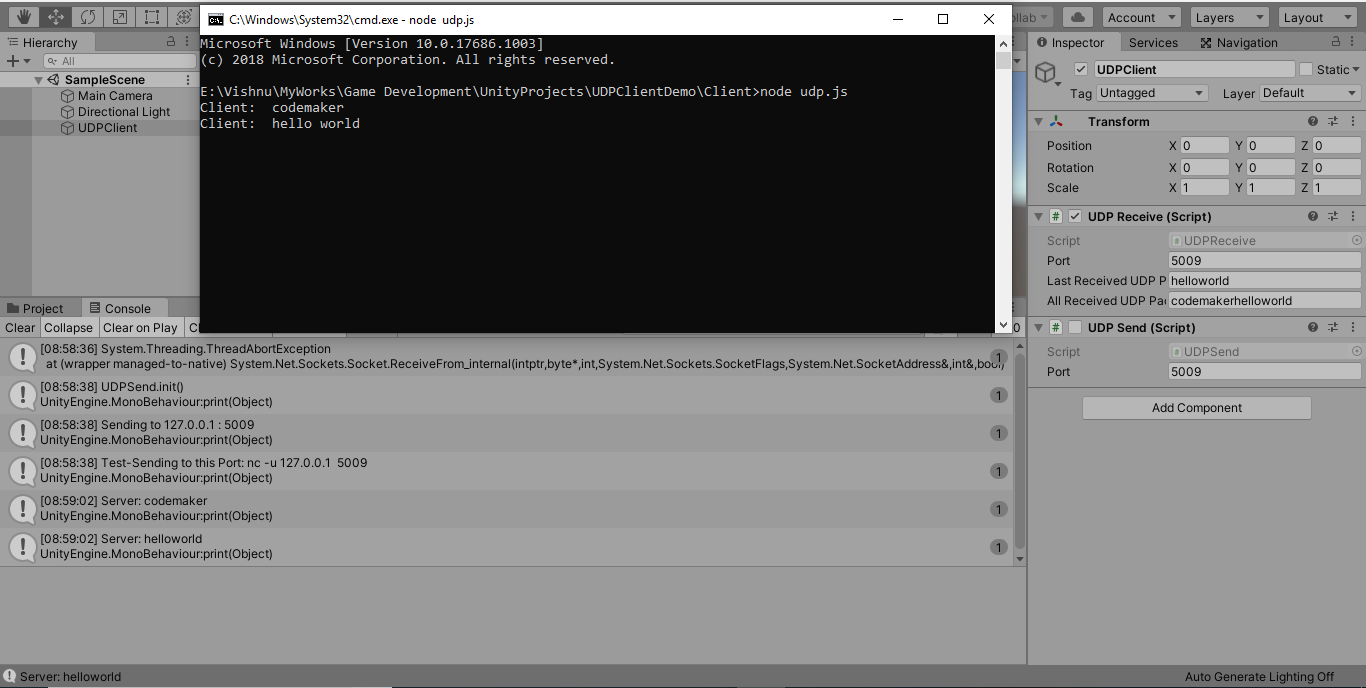 C:\Windows\System32\cmd.exe - node udp.js
Account
Layers
Layout
Hierarchy
All
SampleScene
Main Camera
Directional Light
UDPClient
Microsoft Windows [Version 10.0.17686.1003]
(c) 2018 Microsoft Corporation. All rights reserved.
E:\Vishnu\MyWorks\Game Development\UnityProjects\UDPClientDemo\Client>node udp.js
Client: codemaker
Client: hello world
Inspector Services Navigation
UDPClient Static
Tag Untagged Layer Default
Transform
Position X 0 Y 0 Z 0
Rotation X 0 Y 0 Z 0
Scale X 1 Y 1 Z 1
# UDP Receive (Script)
Script UDPReceive
Port 5009
Last Received UDP P helloworld
All Received UDP Pa codemakerhelloworld
# UDP Send (Script)
Script UDPSend
Port 5009
Add Component
Project Console
Clear Collapse Clear on Play
[08:58:36] System.Threading.ThreadAbortException
at (wrapper managed-to-native) System.Net.Sockets.Socket.ReceiveFrom_internal(intptr,byte*,int,System.Net.Sockets.SocketFlags,System.Net.SocketAddress&,int&,bool)
1
[08:58:38] UDPSend.init()
UnityEngine.MonoBehaviour:print(Object)
1
[08:58:38] Sending to 127.0.0.1 : 5009
UnityEngine.MonoBehaviour:print(Object)
1
[08:58:38] Test-Sending to this Port: nc -u 127.0.0.1 5009
UnityEngine.MonoBehaviour:print(Object)
1
[08:59:02] Server: codemaker
UnityEngine.MonoBehaviour:print(Object)
1
[08:59:02] Server: helloworld
UnityEngine.MonoBehaviour:print(Object)
1
Server: helloworld
Auto Generate Lighting Off